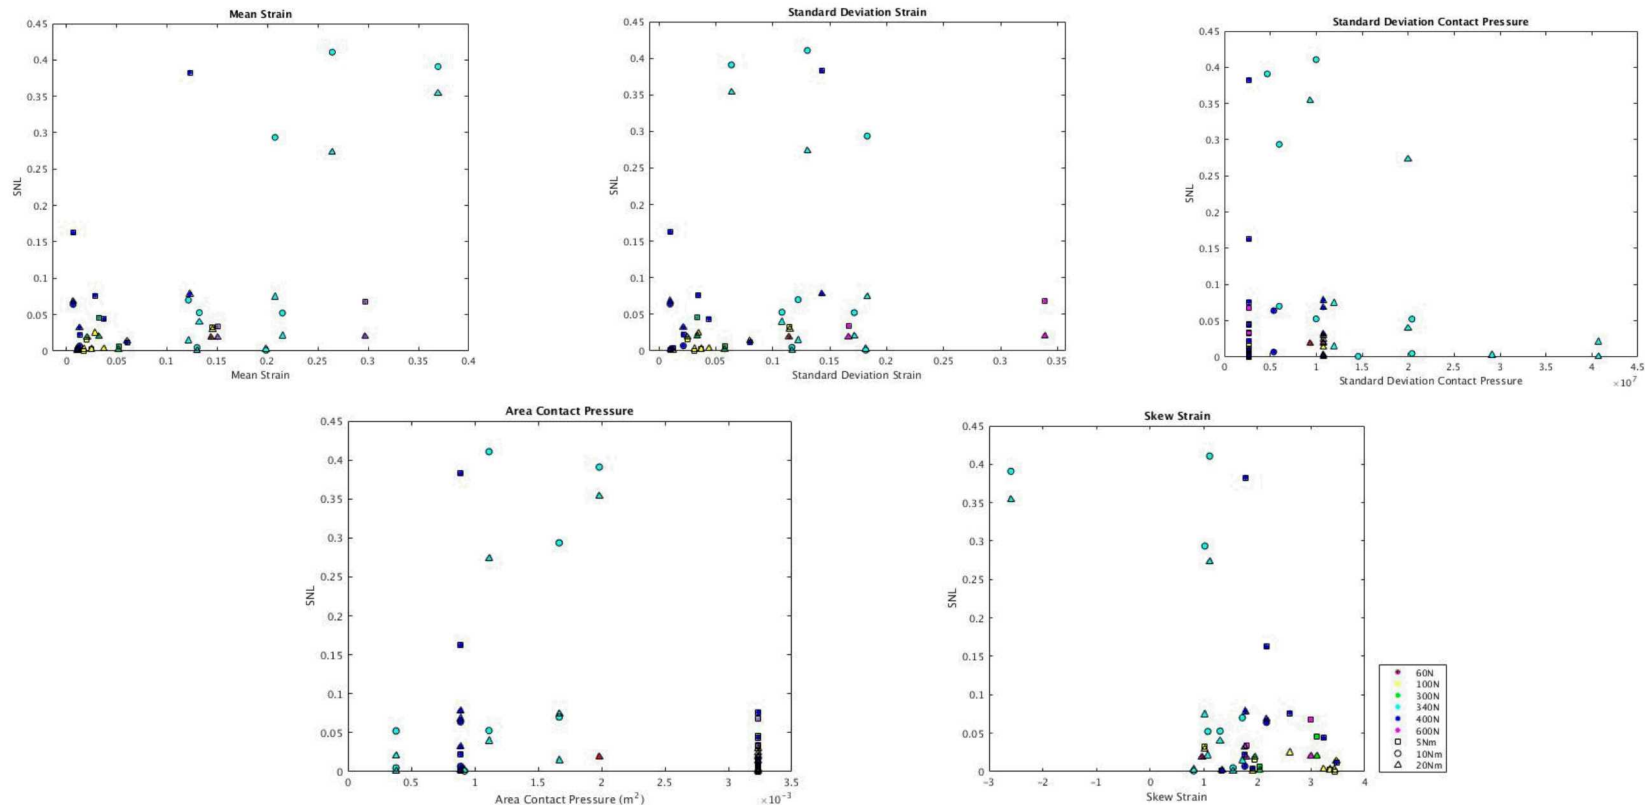 Mean Strain
0.45
0.4
0.35
0.3
0.25
0.2
0.15
0.1
0.05
0
SNL
0 0.05 0.1 0.15 0.2 0.25 0.3 0.35 0.4
Mean Strain
Standard Deviation Strain
0.45
0.4
0.35
0.3
0.25
0.2
0.15
0.1
0.05
0
SNL
0 0.05 0.1 0.15 0.2 0.25 0.3 0.35
Standard Deviation Strain
Standard Deviation Contact Pressure
0.45
0.4
0.35
0.3
0.25
0.2
0.15
0.1
0.05
0
SNL
0 0.5 1 1.5 2 2.5 3 3.5 4 4.5
Standard Deviation Contact Pressure
×10^7
Area Contact Pressure
0.45
0.4
0.35
0.3
0.25
0.2
0.15
0.1
0.05
0
SNL
0 0.5 1 1.5 2 2.5 3 3.5
Area Contact Pressure (m²)
×10^-3
Skew Strain
0.45
0.4
0.35
0.3
0.25
0.2
0.15
0.1
0.05
0
SNL
-3 -2 -1 0 1 2 3 4
Skew Strain
60N
100N
300N
340N
400N
600N
5Nm
10Nm
20Nm